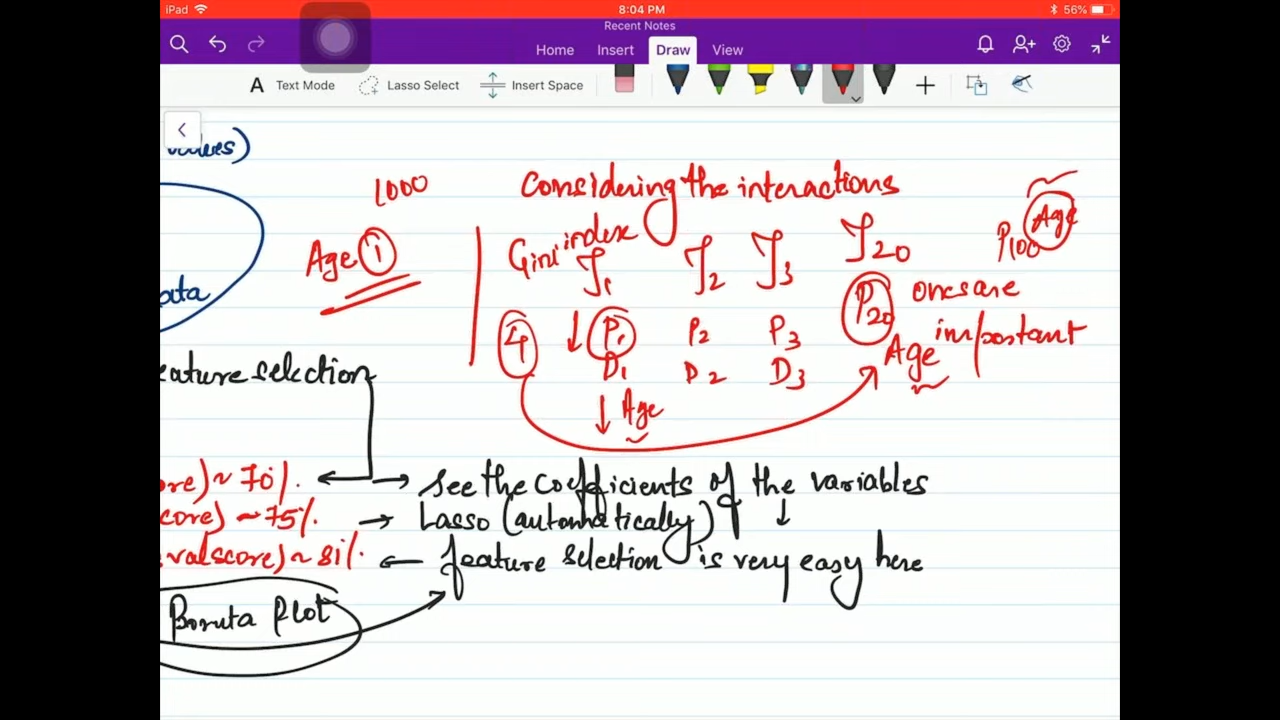 iPad 8:04 PM 56%
Recent Notes
Home Insert Draw View
A Text Mode Lasso Select Insert Space
values)
1000 Considering the interactions
Age
Gini index P100
Age 1 T1 T2 T3 T20
ata ones are
4 P1 P2 P3 P20 important
D1 D2 D3 Age
eature selection
Age
ore) ~ 70%. see the coefficients of the variables
core) ~ 75%. Lasso (automatically)
valscore) ~ 81%. feature selection is very easy here
Boruta Plot